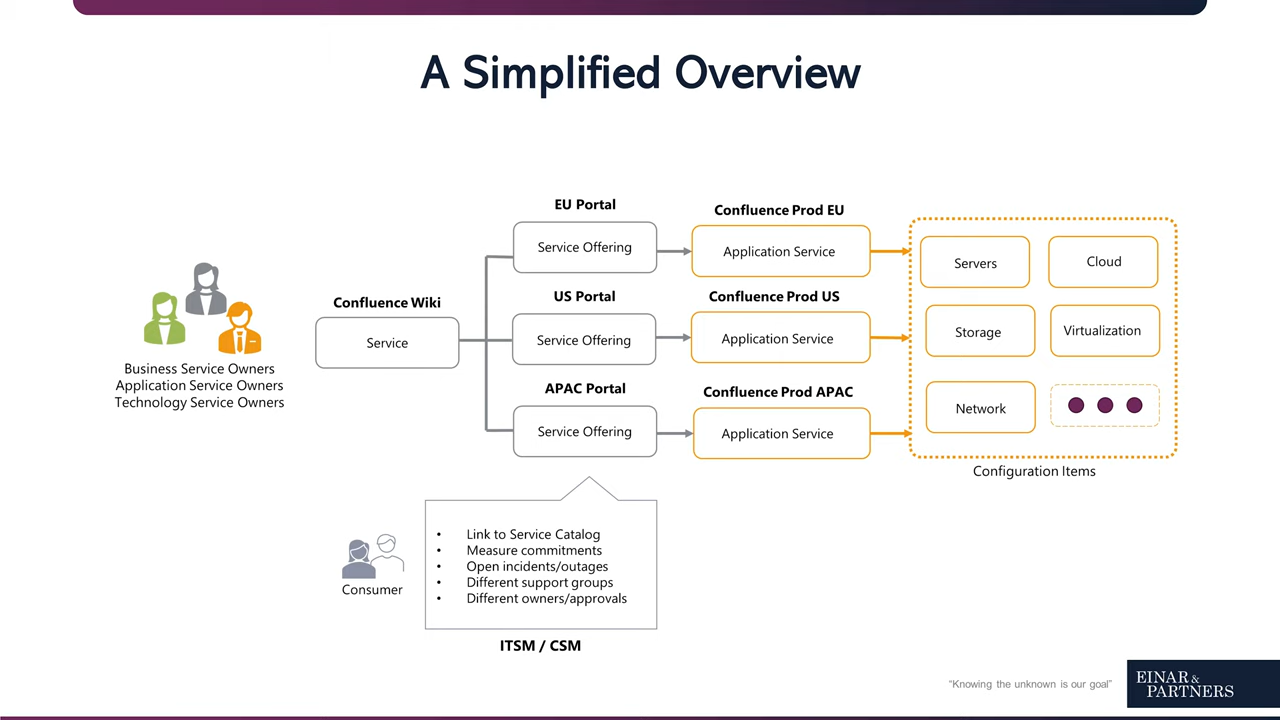 A Simplified Overview
Business Service Owners
Application Service Owners
Technology Service Owners
Confluence Wiki
Service
EU Portal
Service Offering
US Portal
Service Offering
APAC Portal
Service Offering
Confluence Prod EU
Application Service
Confluence Prod US
Application Service
Confluence Prod APAC
Application Service
Servers
Cloud
Storage
Virtualization
Network
Configuration Items
Consumer
• Link to Service Catalog
• Measure commitments
• Open incidents/outages
• Different support groups
• Different owners/approvals
ITSM / CSM
“Knowing the unknown is our goal”
EINAR &
PARTNERS